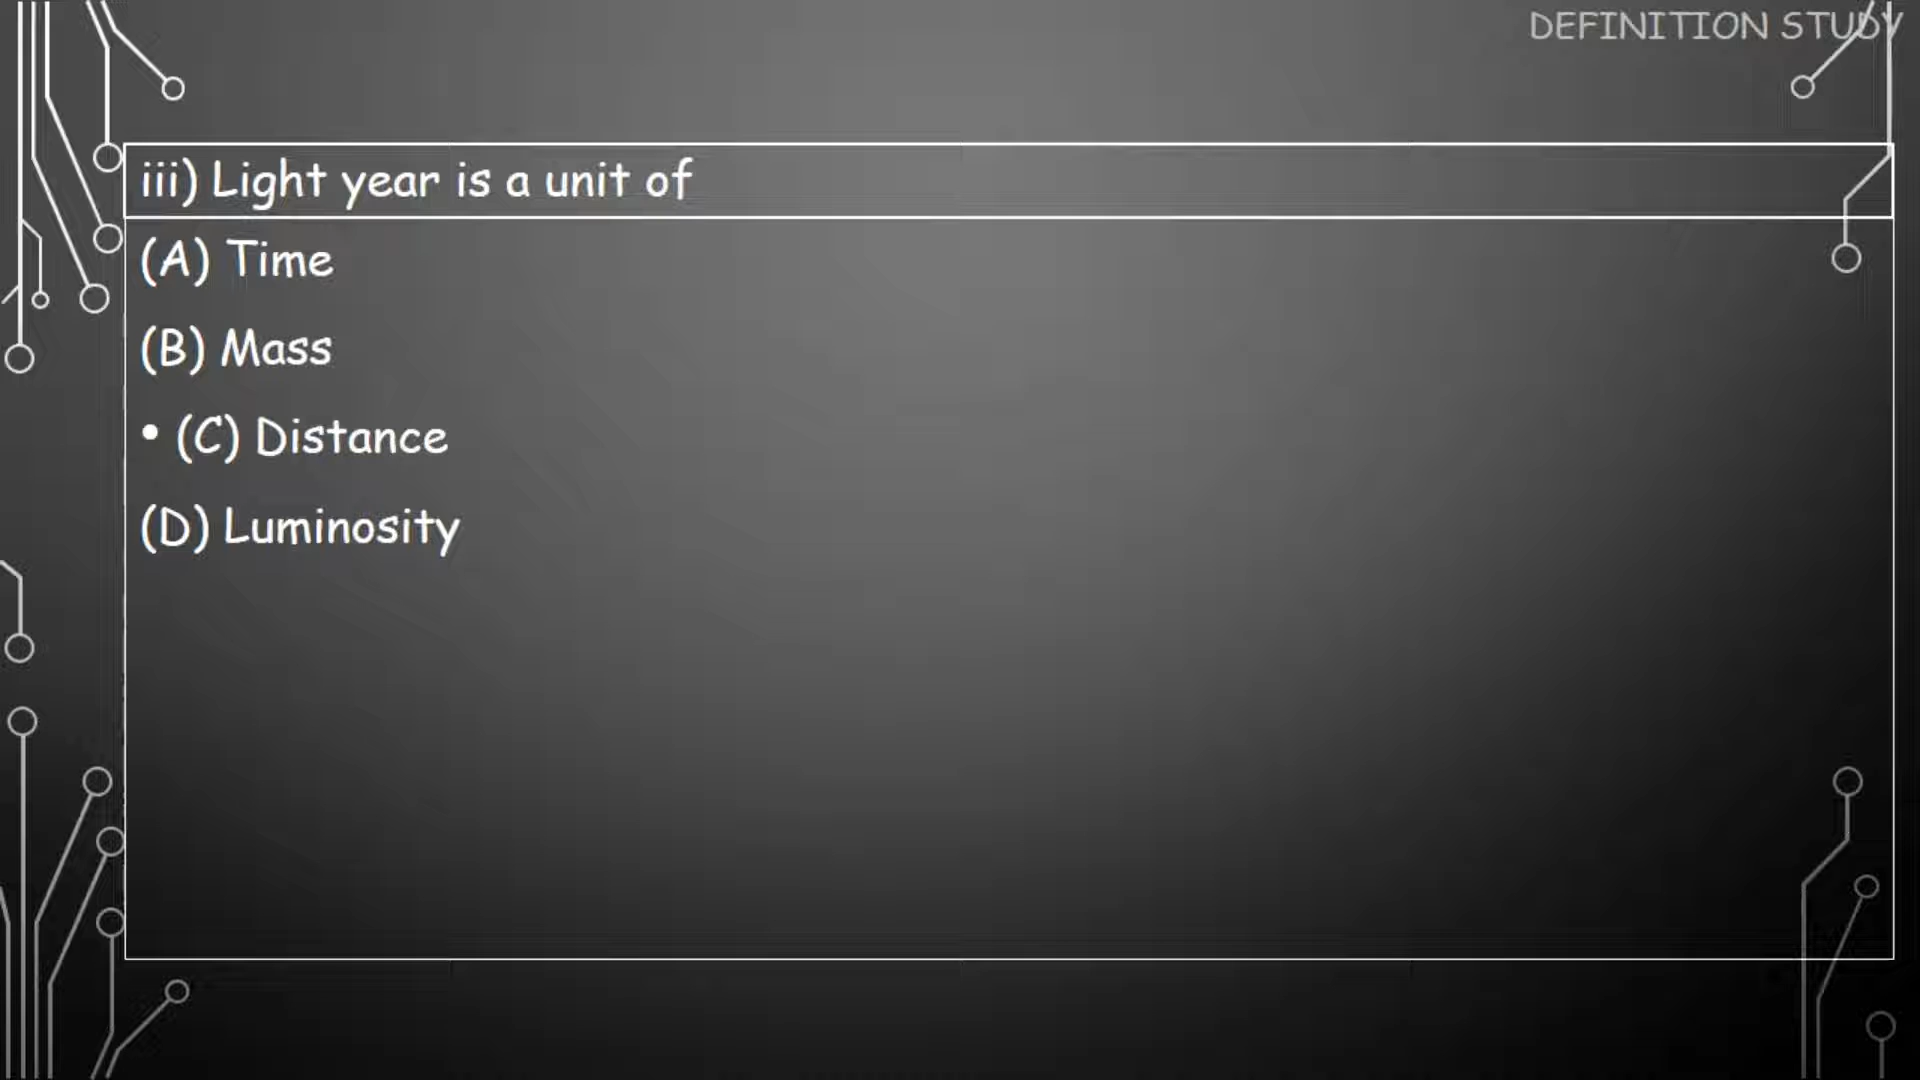 DEFINITION STUDY
iii) Light year is a unit of
(A) Time
(B) Mass
• (C) Distance
(D) Luminosity